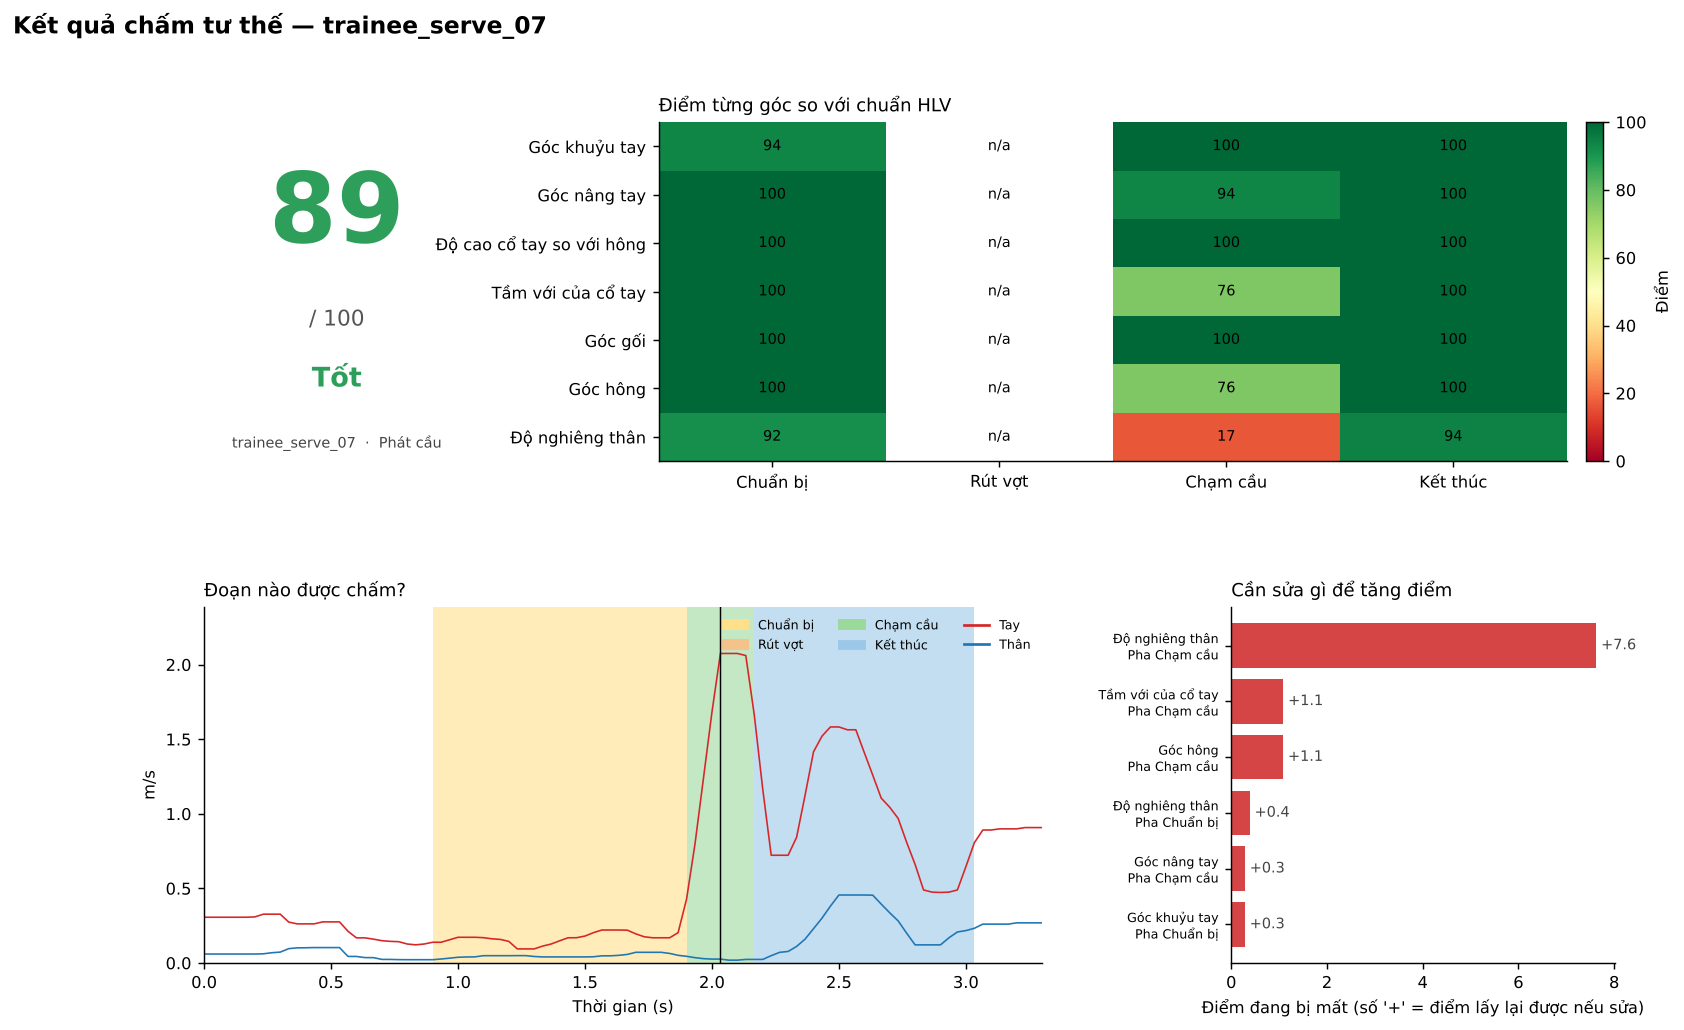 Kết quả chấm tư thế — trainee_serve_07
89
/ 100
Tốt
trainee_serve_07 · Phát cầu
Điểm từng góc so với chuẩn HLV
Góc khuỷu tay 94 n/a 100 100
Góc nâng tay 100 n/a 94 100
Độ cao cổ tay so với hông 100 n/a 100 100
Tầm với của cổ tay 100 n/a 76 100
Góc gối 100 n/a 100 100
Góc hông 100 n/a 76 100
Độ nghiêng thân 92 n/a 17 94
Chuẩn bị Rút vợt Chạm cầu Kết thúc
100
80
60
40
20
0
Điểm
Đoạn nào được chấm?
Chuẩn bị Chạm cầu Tay
Rút vợt Kết thúc Thân
2.0
1.5
1.0
0.5
0.0
m/s
0.0 0.5 1.0 1.5 2.0 2.5 3.0
Thời gian (s)
Cần sửa gì để tăng điểm
Độ nghiêng thân
Pha Chạm cầu
+7.6
Tầm với của cổ tay
Pha Chạm cầu
+1.1
Góc hông
Pha Chạm cầu
+1.1
Độ nghiêng thân
Pha Chuẩn bị
+0.4
Góc nâng tay
Pha Chạm cầu
+0.3
Góc khuỷu tay
Pha Chuẩn bị
+0.3
0 2 4 6 8
Điểm đang bị mất (số '+' = điểm lấy lại được nếu sửa)